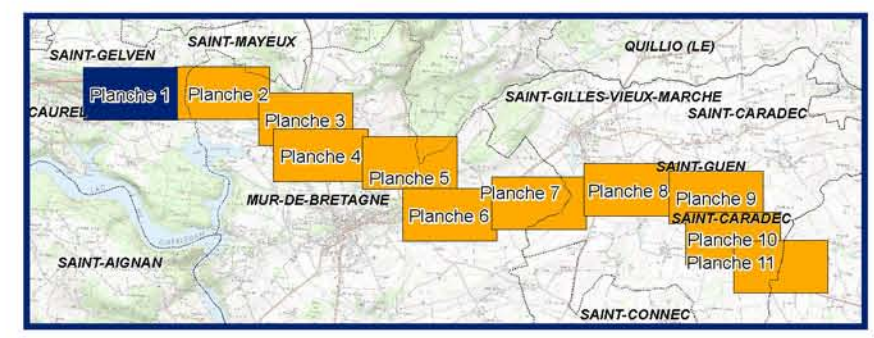 SAINT-MAYEUX
QUILLIO (LE)
SAINT-GELVEN
Planche 1
Planche 2
SAINT-GILLES-VIEUX-MARCHE
CAUREL
Planche 3
SAINT-CARADEC
Planche 4
SAINT-GUEN
Planche 5
Planche 7
Planche 8
Planche 9
MUR-DE-BRETAGNE
Planche 6
SAINT-CARADEC
Planche 10
SAINT-AIGNAN
Planche 11
SAINT-CONNEC